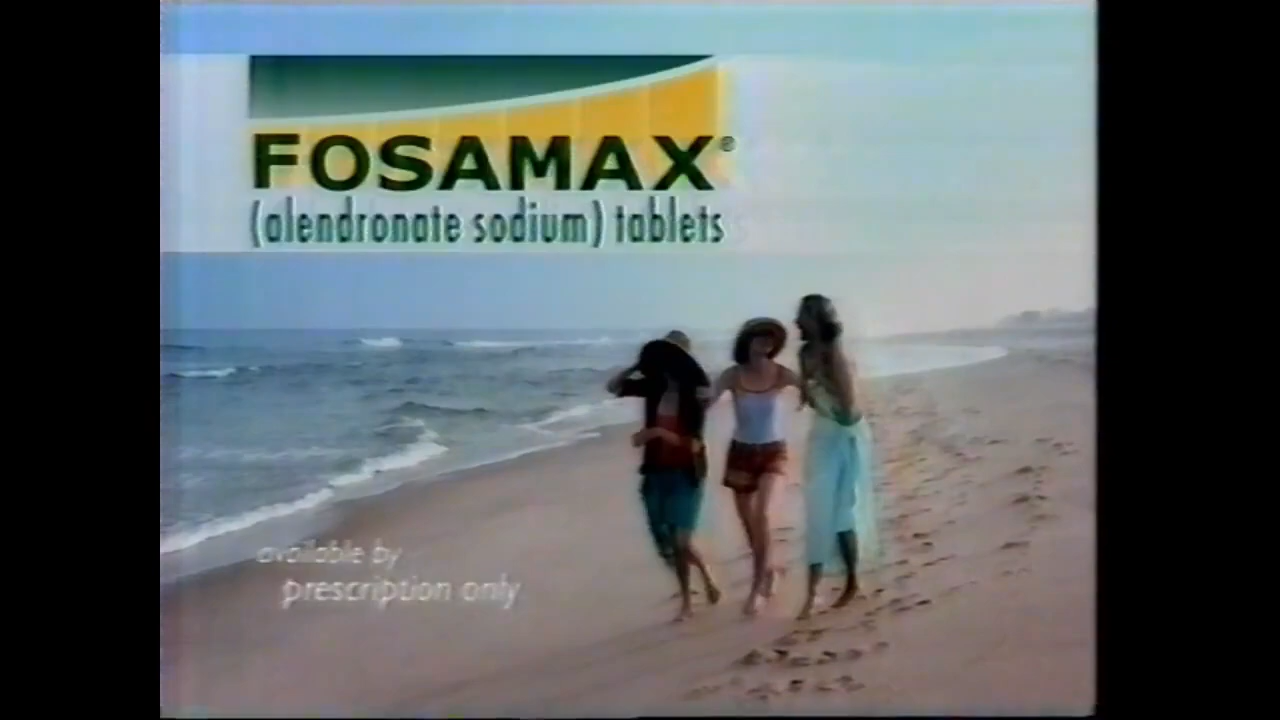 FOSAMAX®
(alendronate sodium) tablets
available by
prescription only